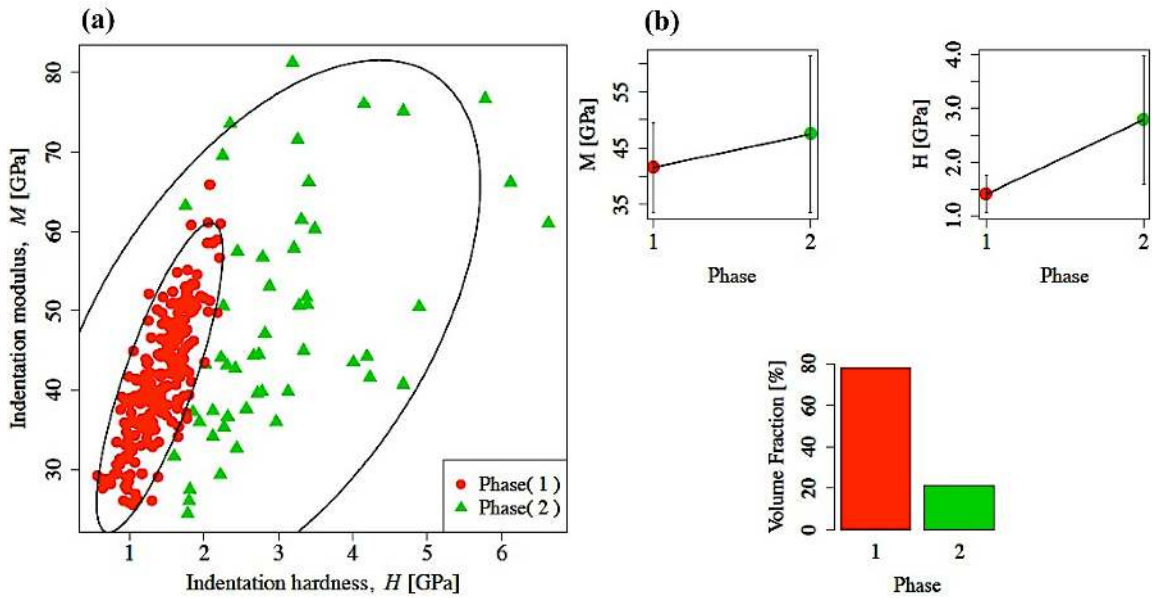 (a)
80
70
60
50
40
30
Indentation modulus, M [GPa]
1 2 3 4 5 6
Indentation hardness, H [GPa]
Phase(1)
Phase(2)
(b)
55
45
35
M [GPa]
1 2
Phase
4.0
3.0
2.0
1.0
H [GPa]
1 2
Phase
80
60
40
20
0
Volume Fraction [%]
1 2
Phase